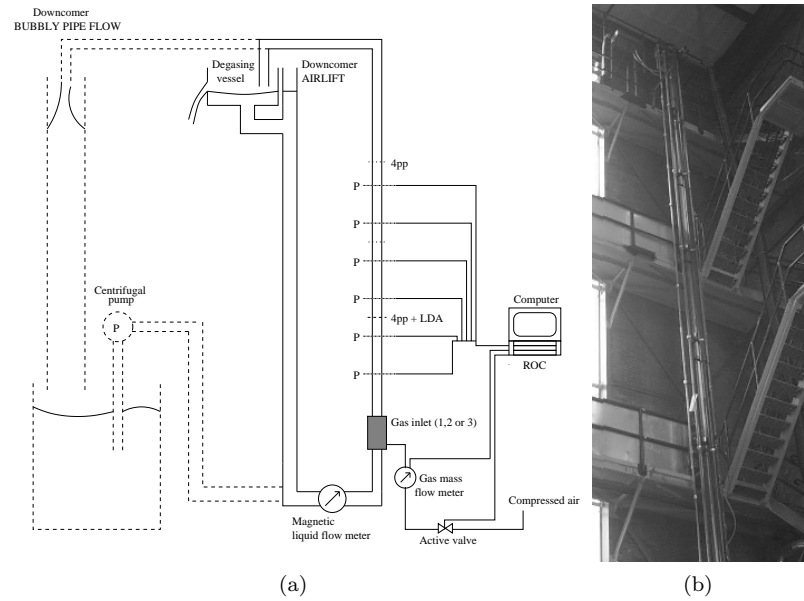 Downcomer
BUBBLY PIPE FLOW
Degasing
vessel
Downcomer
AIRLIFT
4pp
P
P
P
P
4pp + LDA
P
P
Centrifugal
pump
P
Computer
ROC
Gas inlet (1,2 or 3)
Gas mass
flow meter
Compressed air
Magnetic
liquid flow meter
Active valve
(a)
(b)